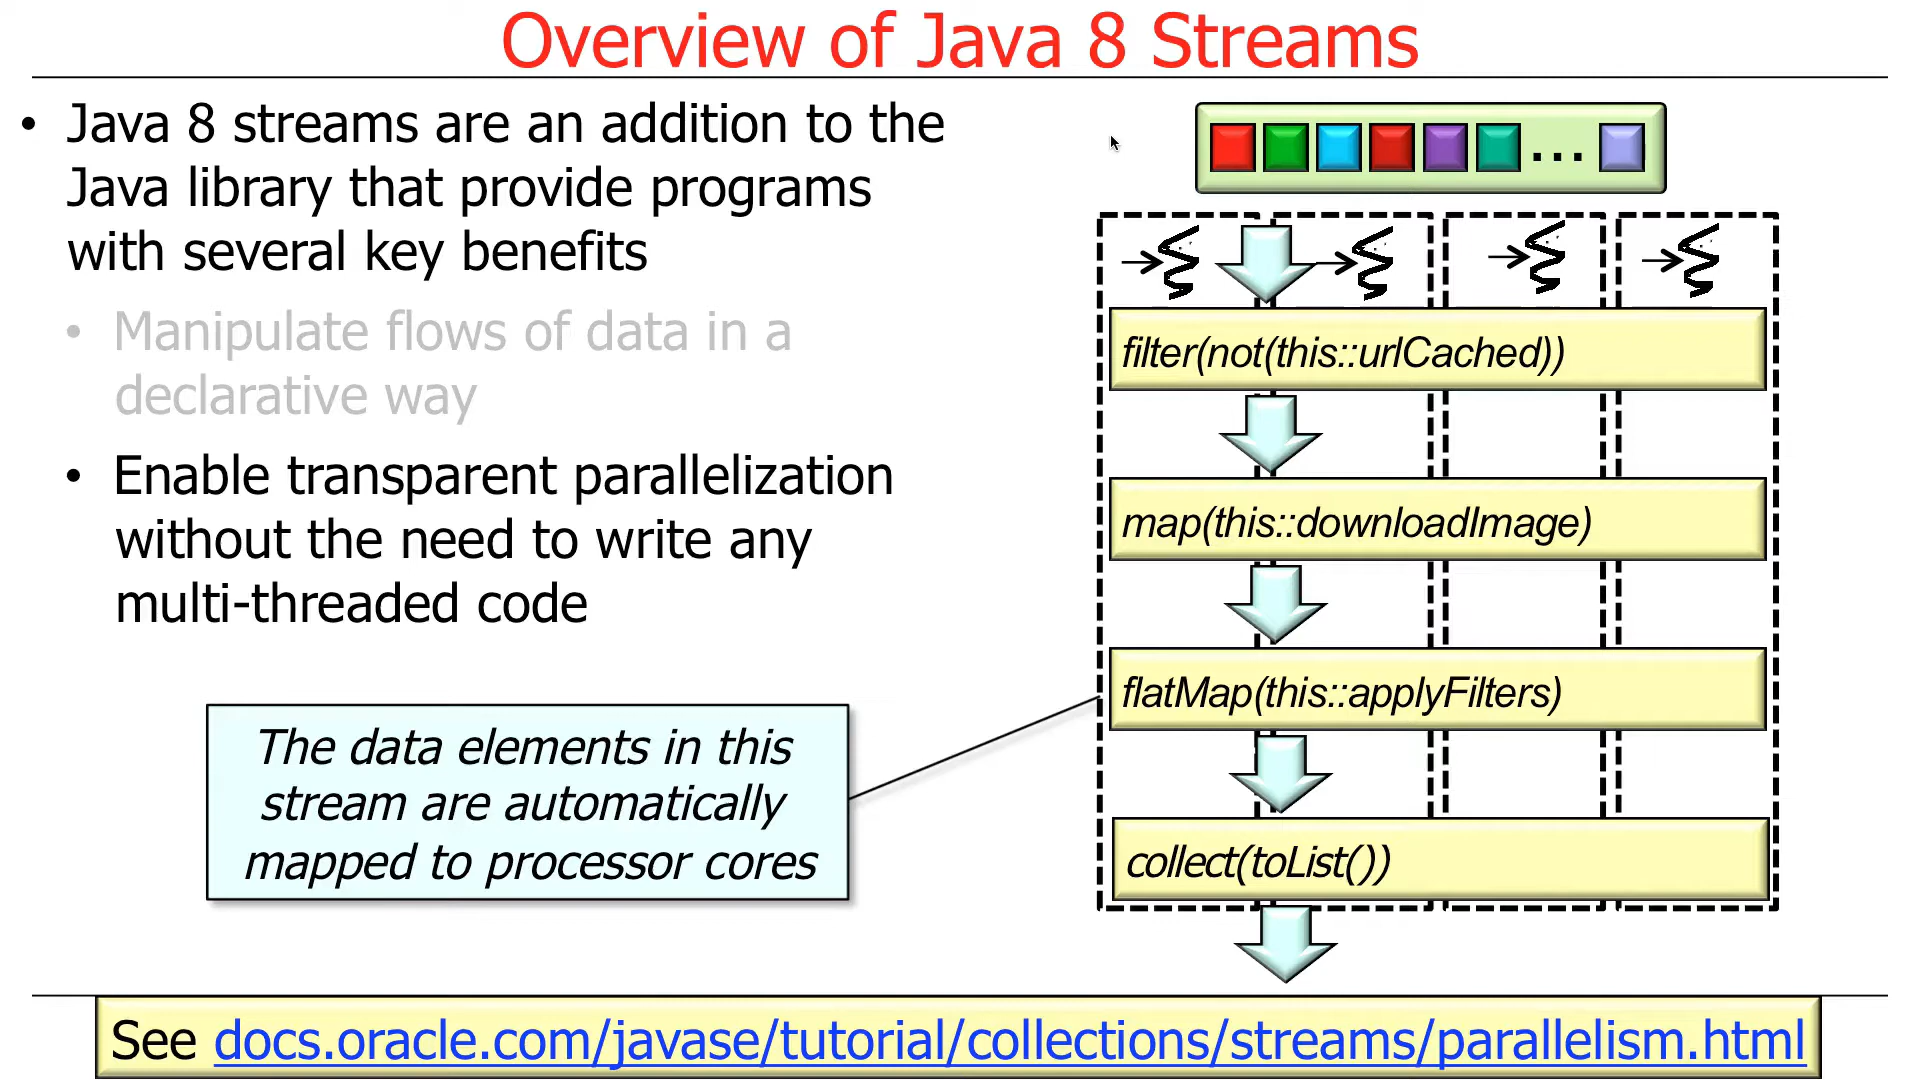 Overview of Java 8 Streams
• Java 8 streams are an addition to the
Java library that provide programs
with several key benefits
• Manipulate flows of data in a
declarative way
• Enable transparent parallelization
without the need to write any
multi-threaded code
The data elements in this
stream are automatically
mapped to processor cores
...
filter(not(this::urlCached))
map(this::downloadImage)
flatMap(this::applyFilters)
collect(toList())
See docs.oracle.com/javase/tutorial/collections/streams/parallelism.html